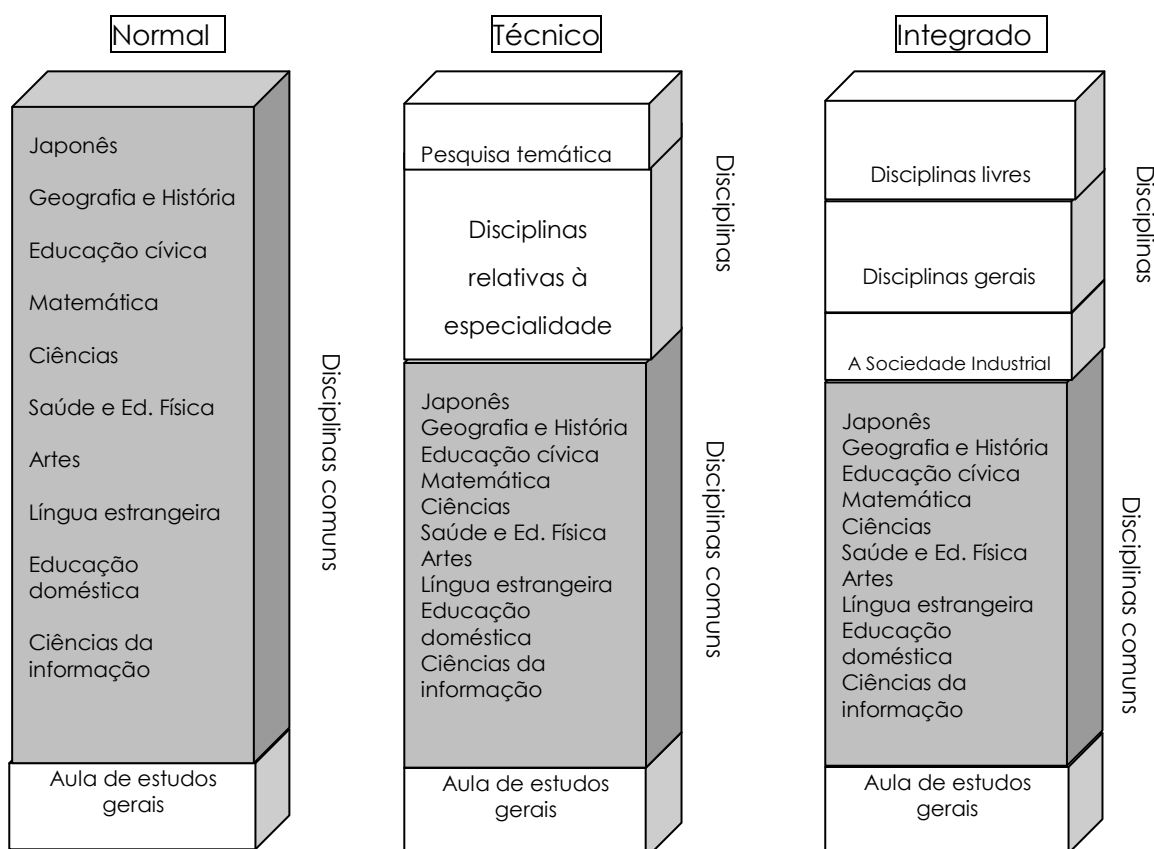 Normal
Japonês
Geografia e História
Educação cívica
Matemática
Ciências
Saúde e Ed. Física
Artes
Língua estrangeira
Educação
doméstica
Ciências da
informação
Aula de estudos
gerais
Disciplinas comuns
Técnico
Pesquisa temática
Disciplinas
relativas à
especialidade
Japonês
Geografia e História
Educação cívica
Matemática
Ciências
Saúde e Ed. Física
Artes
Língua estrangeira
Educação
doméstica
Ciências da
informação
Aula de estudos
gerais
Disciplinas
Disciplinas comuns
Integrado
Disciplinas livres
Disciplinas gerais
A Sociedade Industrial
Japonês
Geografia e História
Educação cívica
Matemática
Ciências
Saúde e Ed. Física
Artes
Língua estrangeira
Educação
doméstica
Ciências da
informação
Aula de estudos
gerais
Disciplinas
Disciplinas comuns